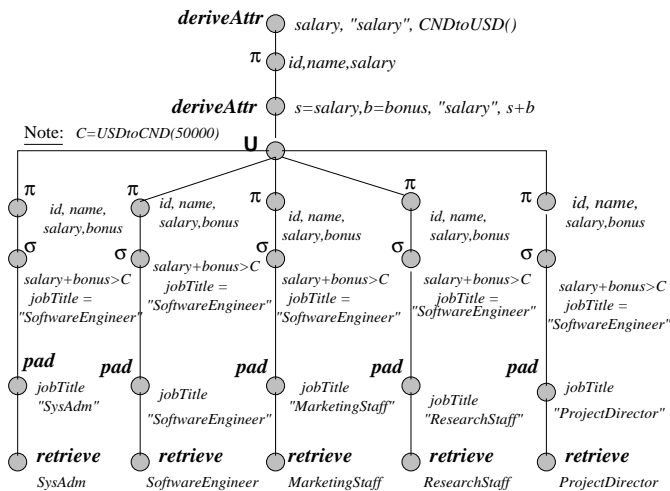 deriveAttr salary, "salary", CNDtoUSD()
π id,name,salary
deriveAttr s=salary,b=bonus, "salary", s+b
Note: C=USDtoCND(50000)
U
π id, name,
salary,bonus
σ
salary+bonus>C
jobTitle =
"SoftwareEngineer"
pad
jobTitle
"SysAdm"
retrieve
SysAdm
π id, name,
salary,bonus
σ
salary+bonus>C
jobTitle =
"SoftwareEngineer"
pad
jobTitle
"SoftwareEngineer"
retrieve
SoftwareEngineer
π id, name,
salary,bonus
σ
salary+bonus>C
jobTitle =
"SoftwareEngineer"
pad
jobTitle
"MarketingStaff"
retrieve
MarketingStaff
π id, name,
salary,bonus
σ
salary+bonus>C
jobTitle =
"SoftwareEngineer"
pad
jobTitle
"ResearchStaff"
retrieve
ResearchStaff
π id, name,
salary,bonus
σ
salary+bonus>C
jobTitle =
"SoftwareEngineer"
pad
jobTitle
"ProjectDirector"
retrieve
ProjectDirector